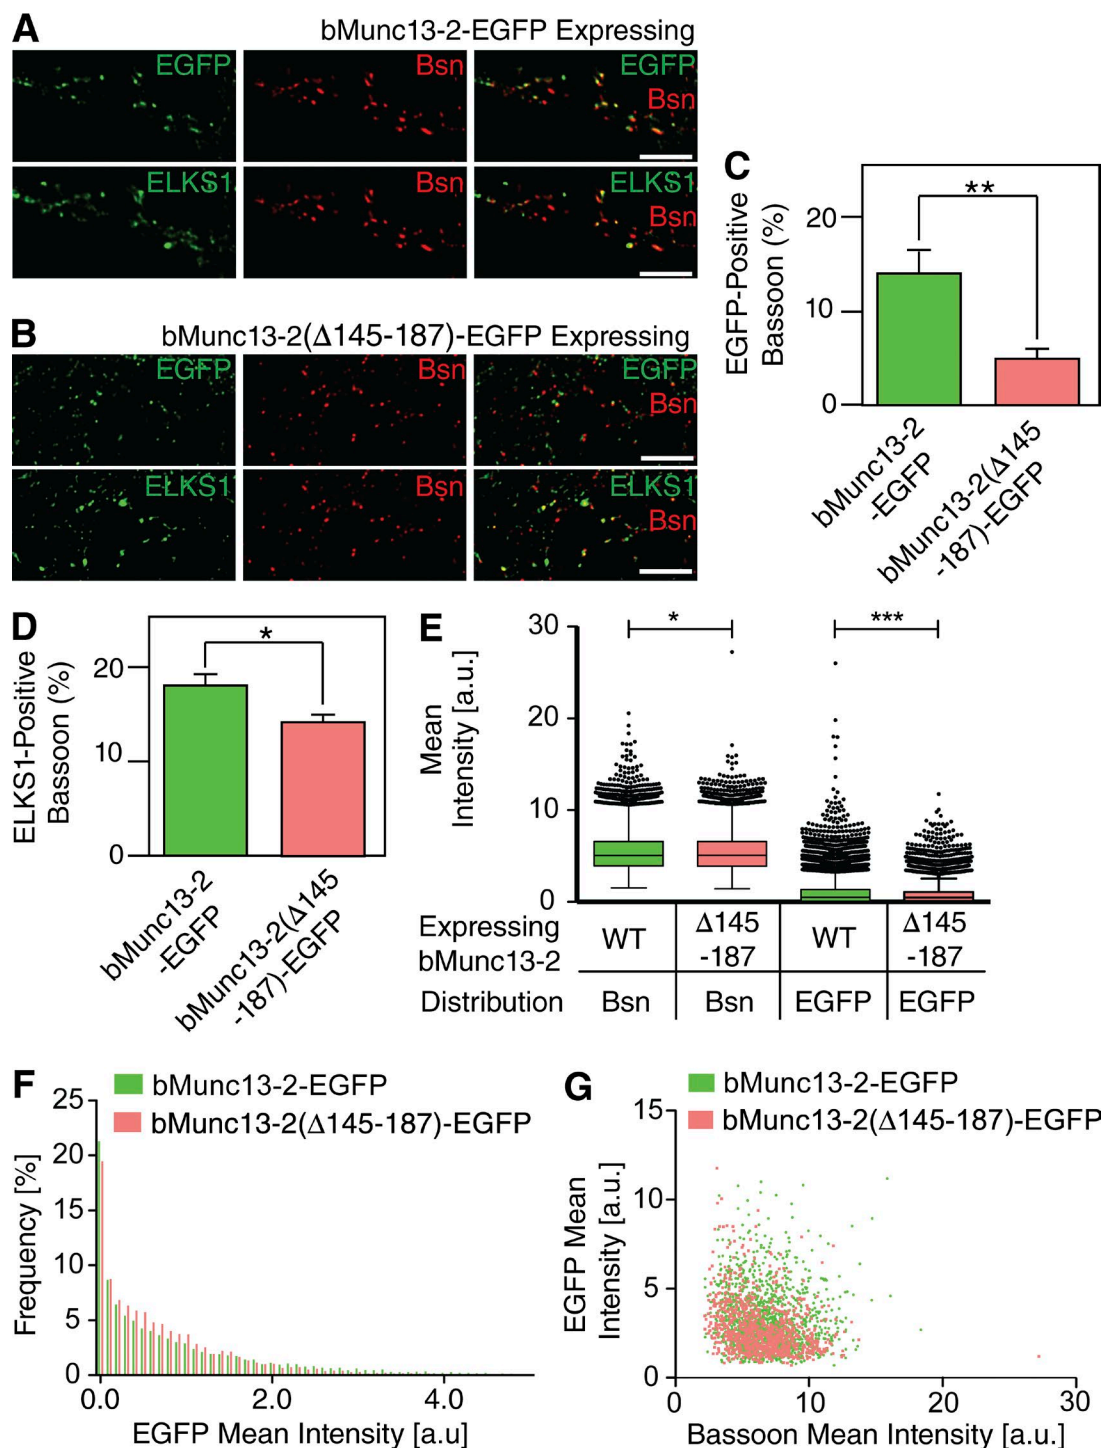 A
bMunc13-2-EGFP Expressing
EGFP
Bsn
EGFP
Bsn
ELKS1
Bsn
ELKS1
Bsn
B
bMunc13-2(Δ145-187)-EGFP Expressing
EGFP
Bsn
EGFP
Bsn
ELKS1
Bsn
ELKS1
Bsn
C
EGFP-Positive
Bassoon (%)
20
10
0
**
bMunc13-2
-EGFP
bMunc13-2(Δ145
-187)-EGFP
D
ELKS1-Positive
Bassoon (%)
20
10
0
*
bMunc13-2
-EGFP
bMunc13-2(Δ145
-187)-EGFP
E
Mean
Intensity [a.u.]
30
20
10
0
*
***
Expressing
bMunc13-2
WT
Δ145
-187
WT
Δ145
-187
Distribution
Bsn
Bsn
EGFP
EGFP
F
bMunc13-2-EGFP
bMunc13-2(Δ145-187)-EGFP
Frequency [%]
25
20
15
10
5
0
0.0
2.0
4.0
EGFP Mean Intensity [a.u]
G
bMunc13-2-EGFP
bMunc13-2(Δ145-187)-EGFP
EGFP Mean
Intensity [a.u.]
15
10
5
0
0
10
20
30
Bassoon Mean Intensity [a.u.]